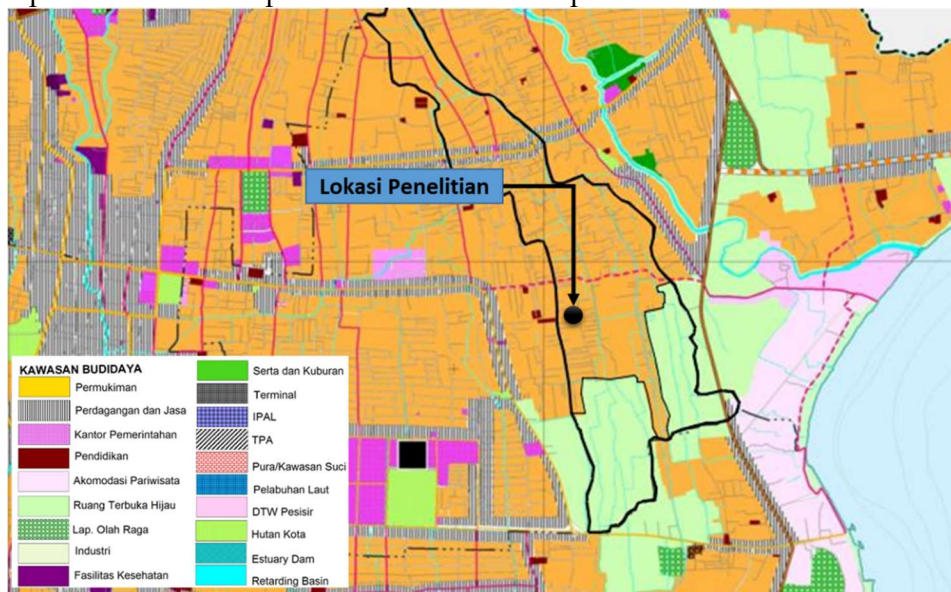 Lokasi Penelitian
KAWASAN BUDIDAYA
Permukiman
Perdagangan dan Jasa
Kantor Pemerintahan
Pendidikan
Akomodasi Pariwisata
Ruang Terbuka Hijau
Lap. Olah Raga
Industri
Fasilitas Kesehatan
Serta dan Kuburan
Terminal
IPAL
TPA
Pura/Kawasan Suci
Pelabuhan Laut
DTW Pesisir
Hutan Kota
Estuary Dam
Retarding Basin